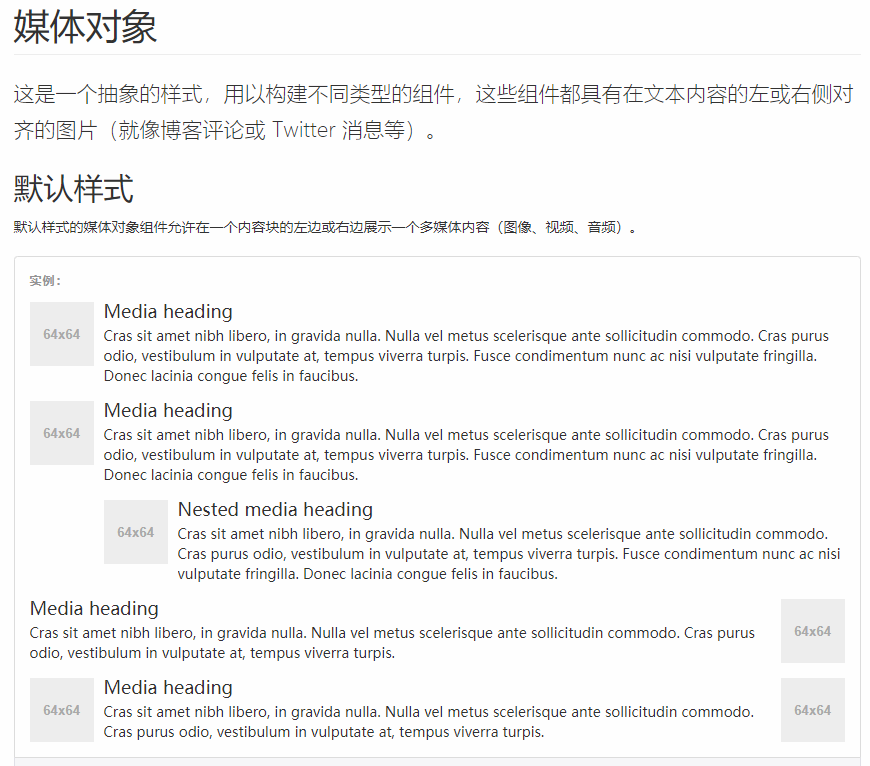 媒体对象
这是一个抽象的样式，用以构建不同类型的组件，这些组件都具有在文本内容的左或右侧对
齐的图片（就像博客评论或 Twitter 消息等）。
默认样式
默认样式的媒体对象组件允许在一个内容块的左边或右边展示一个多媒体内容（图像、视频、音频）。
实例：
64x64
Media heading
Cras sit amet nibh libero, in gravida nulla. Nulla vel metus scelerisque ante sollicitudin commodo. Cras purus
odio, vestibulum in vulputate at, tempus viverra turpis. Fusce condimentum nunc ac nisi vulputate fringilla.
Donec lacinia congue felis in faucibus.
64x64
Media heading
Cras sit amet nibh libero, in gravida nulla. Nulla vel metus scelerisque ante sollicitudin commodo. Cras purus
odio, vestibulum in vulputate at, tempus viverra turpis. Fusce condimentum nunc ac nisi vulputate fringilla.
Donec lacinia congue felis in faucibus.
64x64
Nested media heading
Cras sit amet nibh libero, in gravida nulla. Nulla vel metus scelerisque ante sollicitudin commodo.
Cras purus odio, vestibulum in vulputate at, tempus viverra turpis. Fusce condimentum nunc ac nisi
vulputate fringilla. Donec lacinia congue felis in faucibus.
Media heading
Cras sit amet nibh libero, in gravida nulla. Nulla vel metus scelerisque ante sollicitudin commodo. Cras purus
odio, vestibulum in vulputate at, tempus viverra turpis.
64x64
64x64
Media heading
Cras sit amet nibh libero, in gravida nulla. Nulla vel metus scelerisque ante sollicitudin commodo.
Cras purus odio, vestibulum in vulputate at, tempus viverra turpis.
64x64